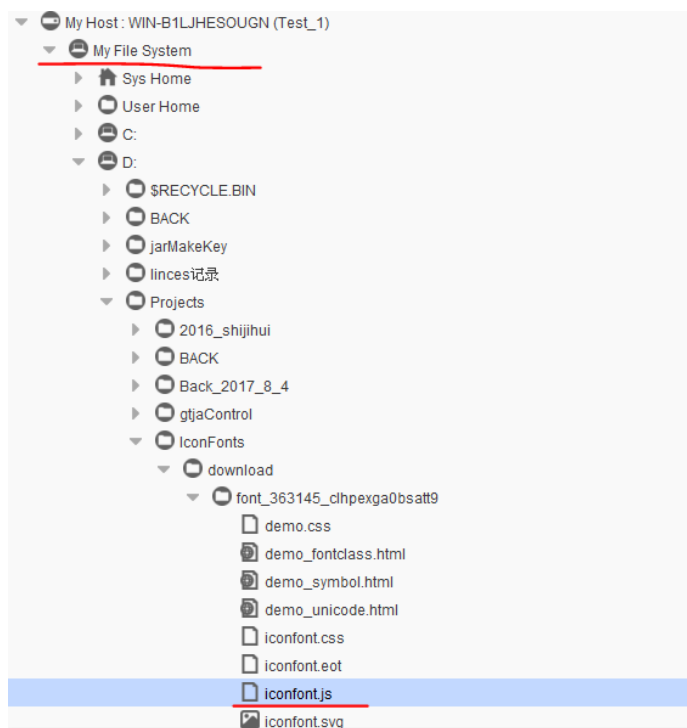 My Host : WIN-B1LJHESOUGN (Test_1)
My File System
Sys Home
User Home
C:
D:
$RECYCLE.BIN
BACK
jarMakeKey
linces记录
Projects
2016_shijihui
BACK
Back_2017_8_4
gtjaControl
IconFonts
download
font_363145_clhpexga0bsatt9
demo.css
demo_fontclass.html
demo_symbol.html
demo_unicode.html
iconfont.css
iconfont.eot
iconfont.js
iconfont.svg